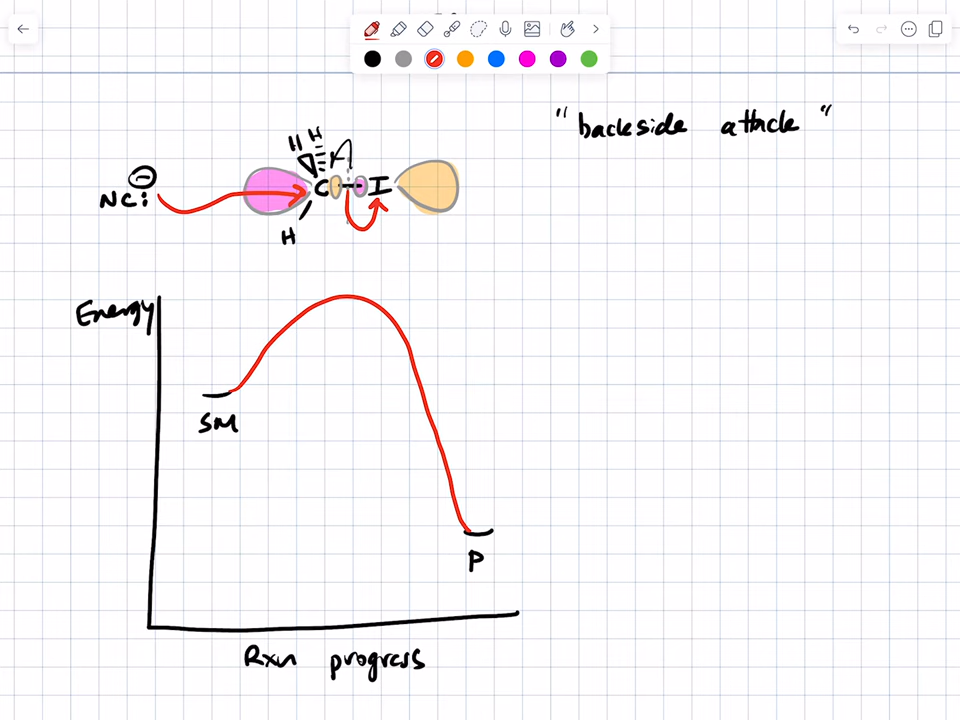 "backside attack"
H H
NC: ⊖ C I
H
Energy
SM
P
Rxn progress